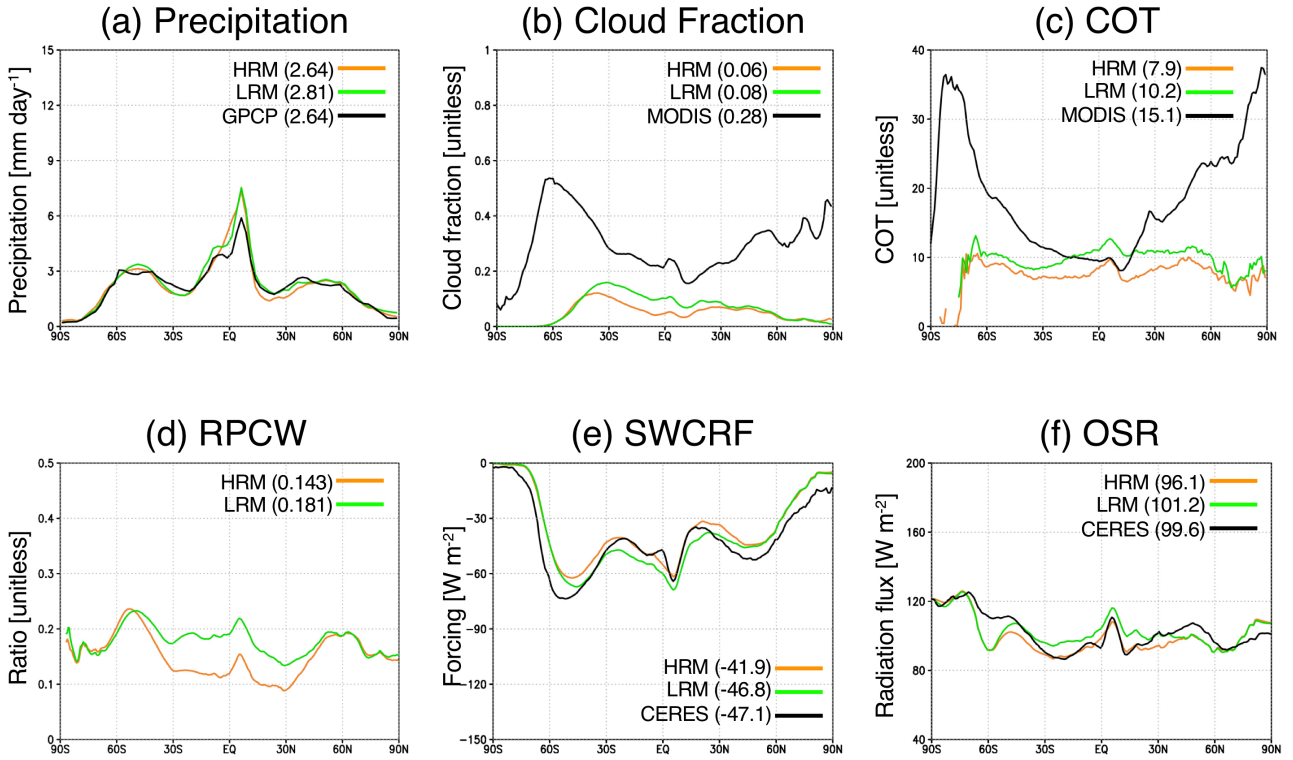 (a) Precipitation
Precipitation [mm day-1]
15
12
9
6
3
0
HRM (2.64)
LRM (2.81)
GPCP (2.64)
90S 60S 30S EQ 30N 60N 90N
(b) Cloud Fraction
Cloud fraction [unitless]
1
0.8
0.6
0.4
0.2
0
HRM (0.06)
LRM (0.08)
MODIS (0.28)
90S 60S 30S EQ 30N 60N 90N
(c) COT
COT [unitless]
40
30
20
10
0
HRM (7.9)
LRM (10.2)
MODIS (15.1)
90S 60S 30S EQ 30N 60N 90N
(d) RPCW
Ratio [unitless]
0.5
0.4
0.3
0.2
0.1
0
HRM (0.143)
LRM (0.181)
90S 60S 30S EQ 30N 60N 90N
(e) SWCRF
Forcing [W m-2]
0
-30
-60
-90
-120
-150
HRM (-41.9)
LRM (-46.8)
CERES (-47.1)
90S 60S 30S EQ 30N 60N 90N
(f) OSR
Radiation flux [W m-2]
200
160
120
80
40
HRM (96.1)
LRM (101.2)
CERES (99.6)
90S 60S 30S EQ 30N 60N 90N